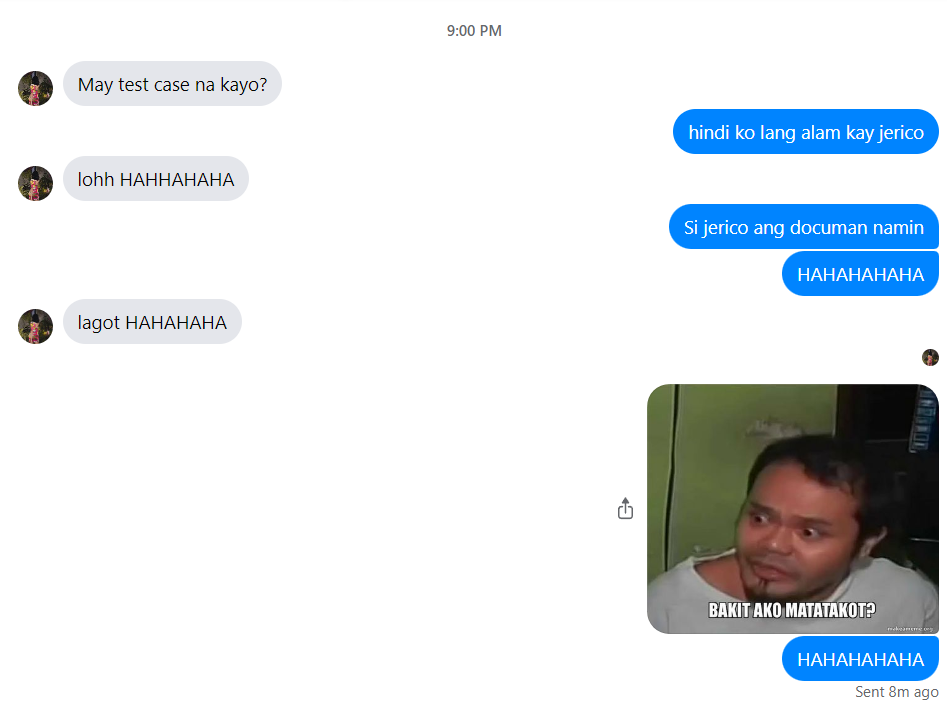 9:00 PM
May test case na kayo?
hindi ko lang alam kay jerico
lohh HAHHAHAHA
Si jerico ang documan namin
HAHAHAHAHA
lagot HAHAHAHA
BAKIT AKO MATATAKOT?
makeameme.org
HAHAHAHAHA
Sent 8m ago